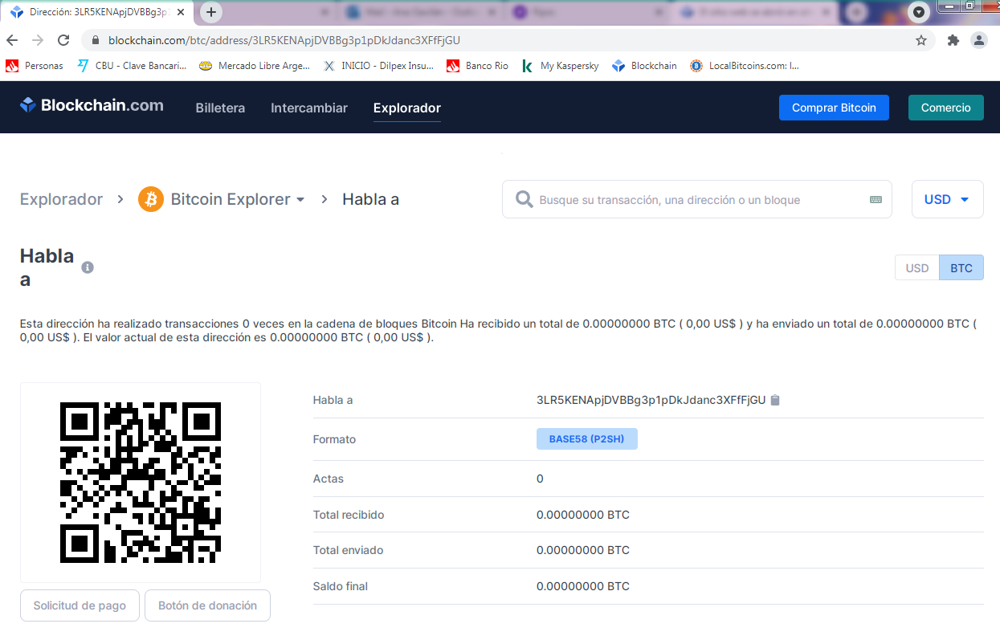 Dirección: 3LR5KENApjDVBBg3p1
blockchain.com/btc/address/3LR5KENApjDVBBg3p1pDkJdanc3XFfFjGU
Personas CBU - Clave Bancari... Mercado Libre Arge... INICIO - Dilpex Insu... Banco Rio My Kaspersky Blockchain LocalBitcoins.com: I...
Blockchain.com Billetera Intercambiar Explorador Comprar Bitcoin Comercio
Explorador > Bitcoin Explorer > Habla a Busque su transacción, una dirección o un bloque USD
Habla
a
USD BTC
Esta dirección ha realizado transacciones 0 veces en la cadena de bloques Bitcoin Ha recibido un total de 0.00000000 BTC ( 0,00 US$ ) y ha enviado un total de 0.00000000 BTC (
0,00 US$ ). El valor actual de esta dirección es 0.00000000 BTC ( 0,00 US$ ).
Habla a 3LR5KENApjDVBBg3p1pDkJdanc3XFfFjGU
Formato BASE58 (P2SH)
Actas 0
Total recibido 0.00000000 BTC
Total enviado 0.00000000 BTC
Saldo final 0.00000000 BTC
Solicitud de pago Botón de donación